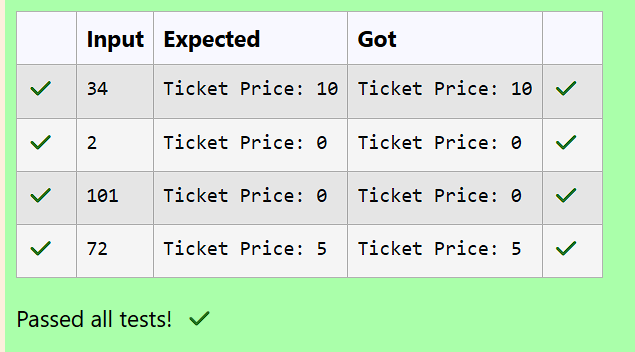 Input Expected Got
34 Ticket Price: 10 Ticket Price: 10
2 Ticket Price: 0 Ticket Price: 0
101 Ticket Price: 0 Ticket Price: 0
72 Ticket Price: 5 Ticket Price: 5
Passed all tests!